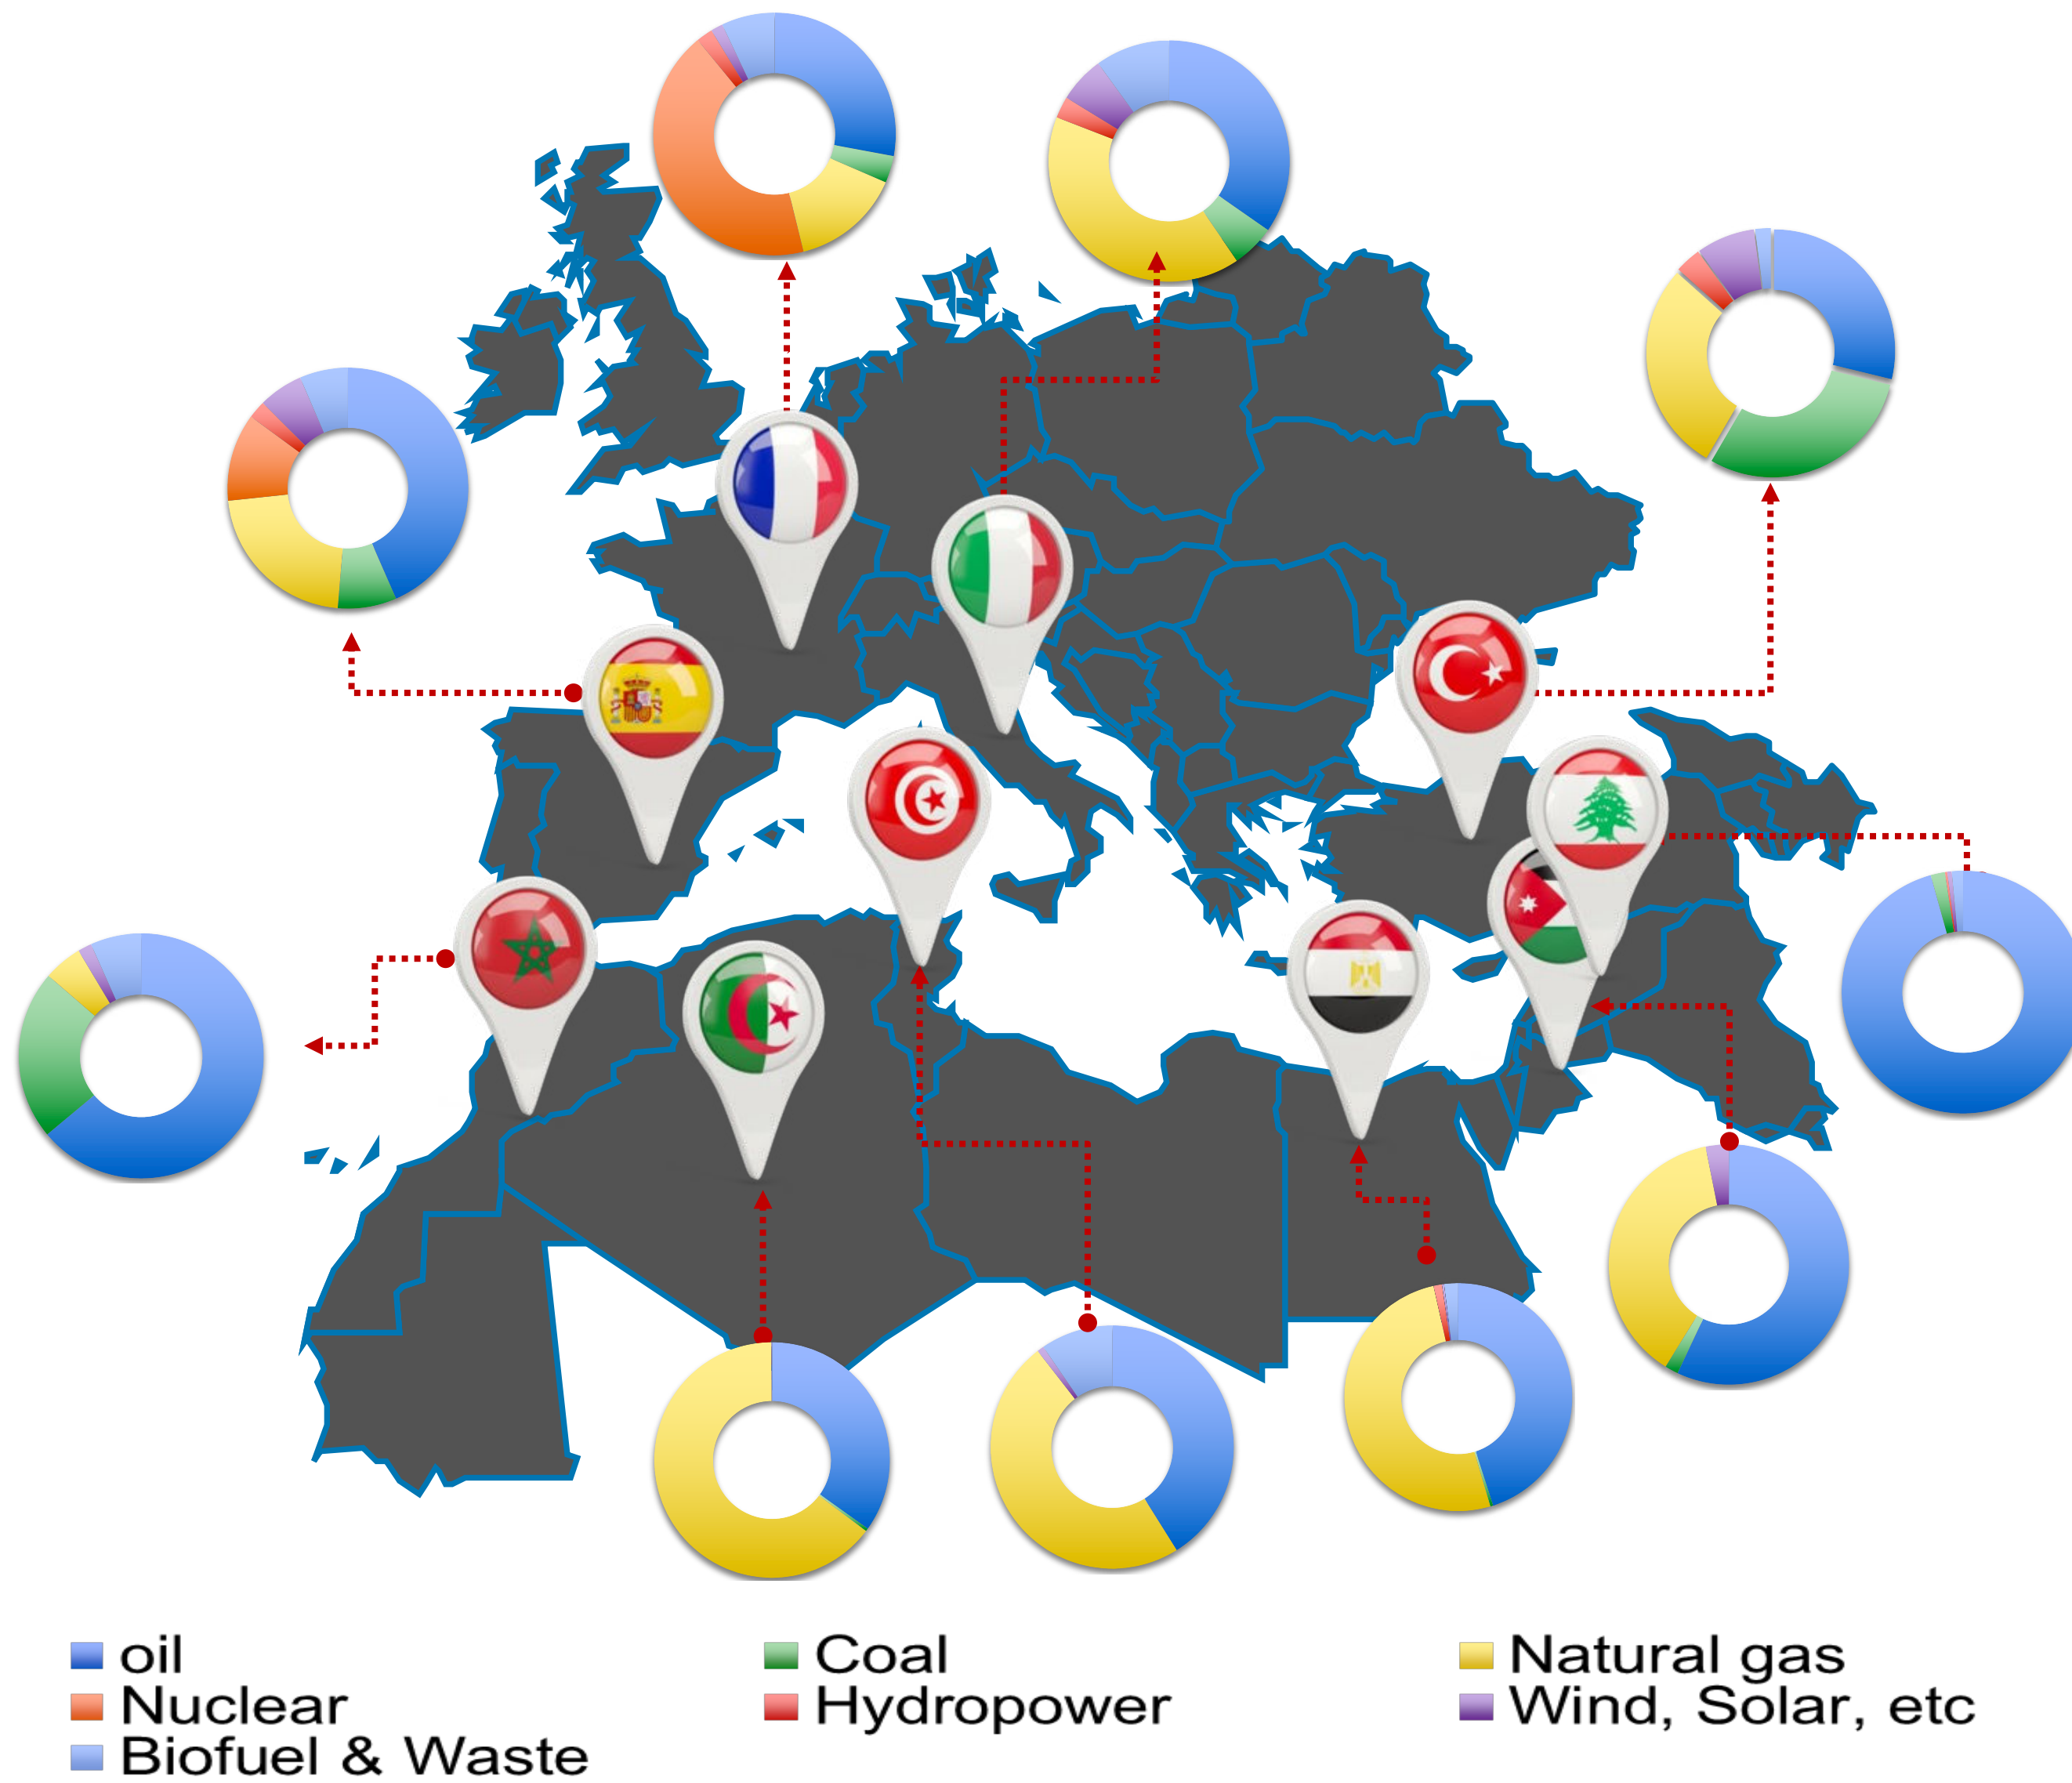 oil Coal Natural gas
Nuclear Hydropower Wind, Solar, etc
Biofuel & Waste